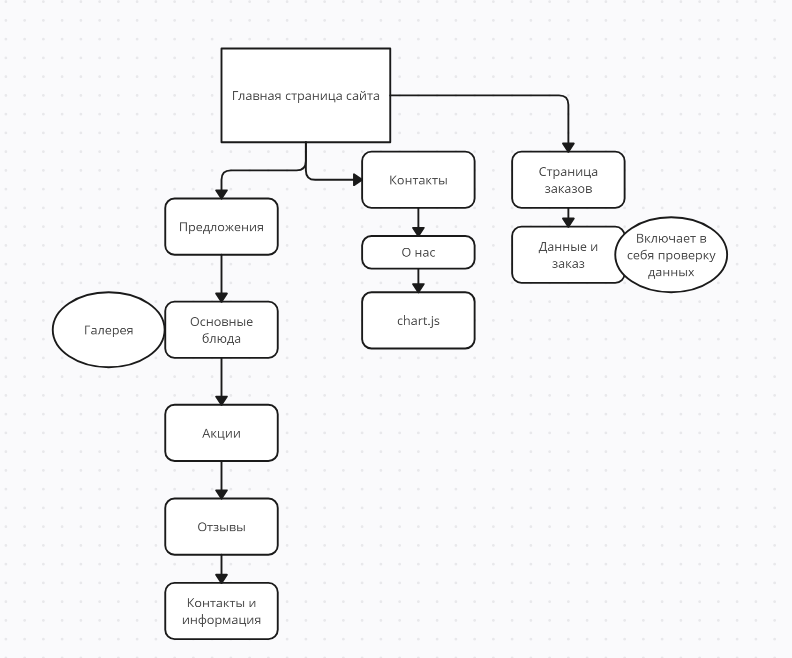 Главная страница сайта
Предложения
Основные
блюда
Галерея
Акции
Отзывы
Контакты и
информация
Контакты
О нас
chart.js
Страница
заказов
Данные и
заказ
Включает в
себя проверку
данных